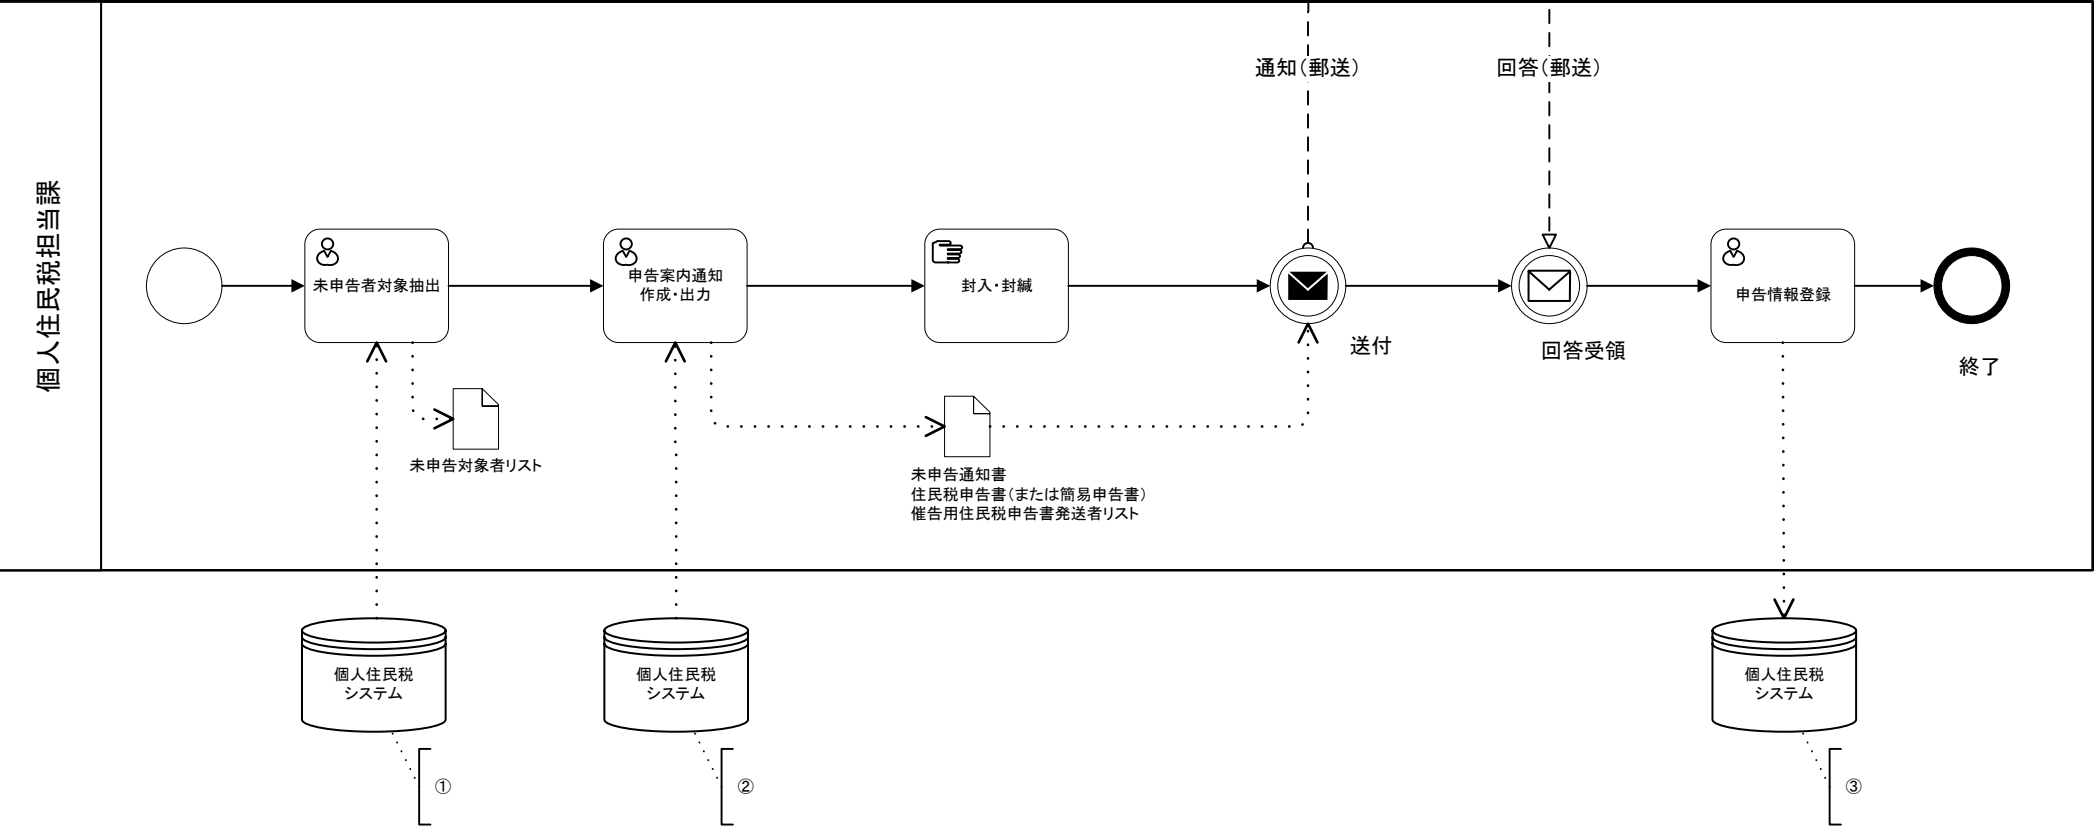 個人住民税担当課
通知(郵送)
回答(郵送)
未申告者対象抽出
申告案内通知
作成・出力
封入・封緘
送付
回答受領
申告情報登録
終了
未申告対象者リスト
未申告通知書
住民税申告書(または簡易申告書)
催告用住民税申告書発送者リスト
個人住民税
システム
個人住民税
システム
個人住民税
システム
①
②
③